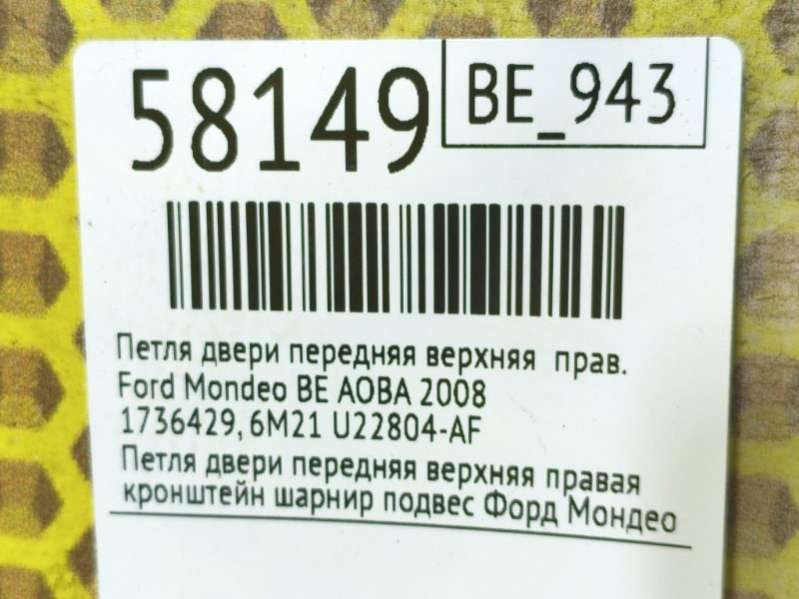 58149
BE_943
Петля двери передняя верхняя прав.
Ford Mondeo BE AOBA 2008
1736429, 6M21 U22804-AF
Петля двери передняя верхняя правая
кронштейн шарнир подвес Форд Мондео